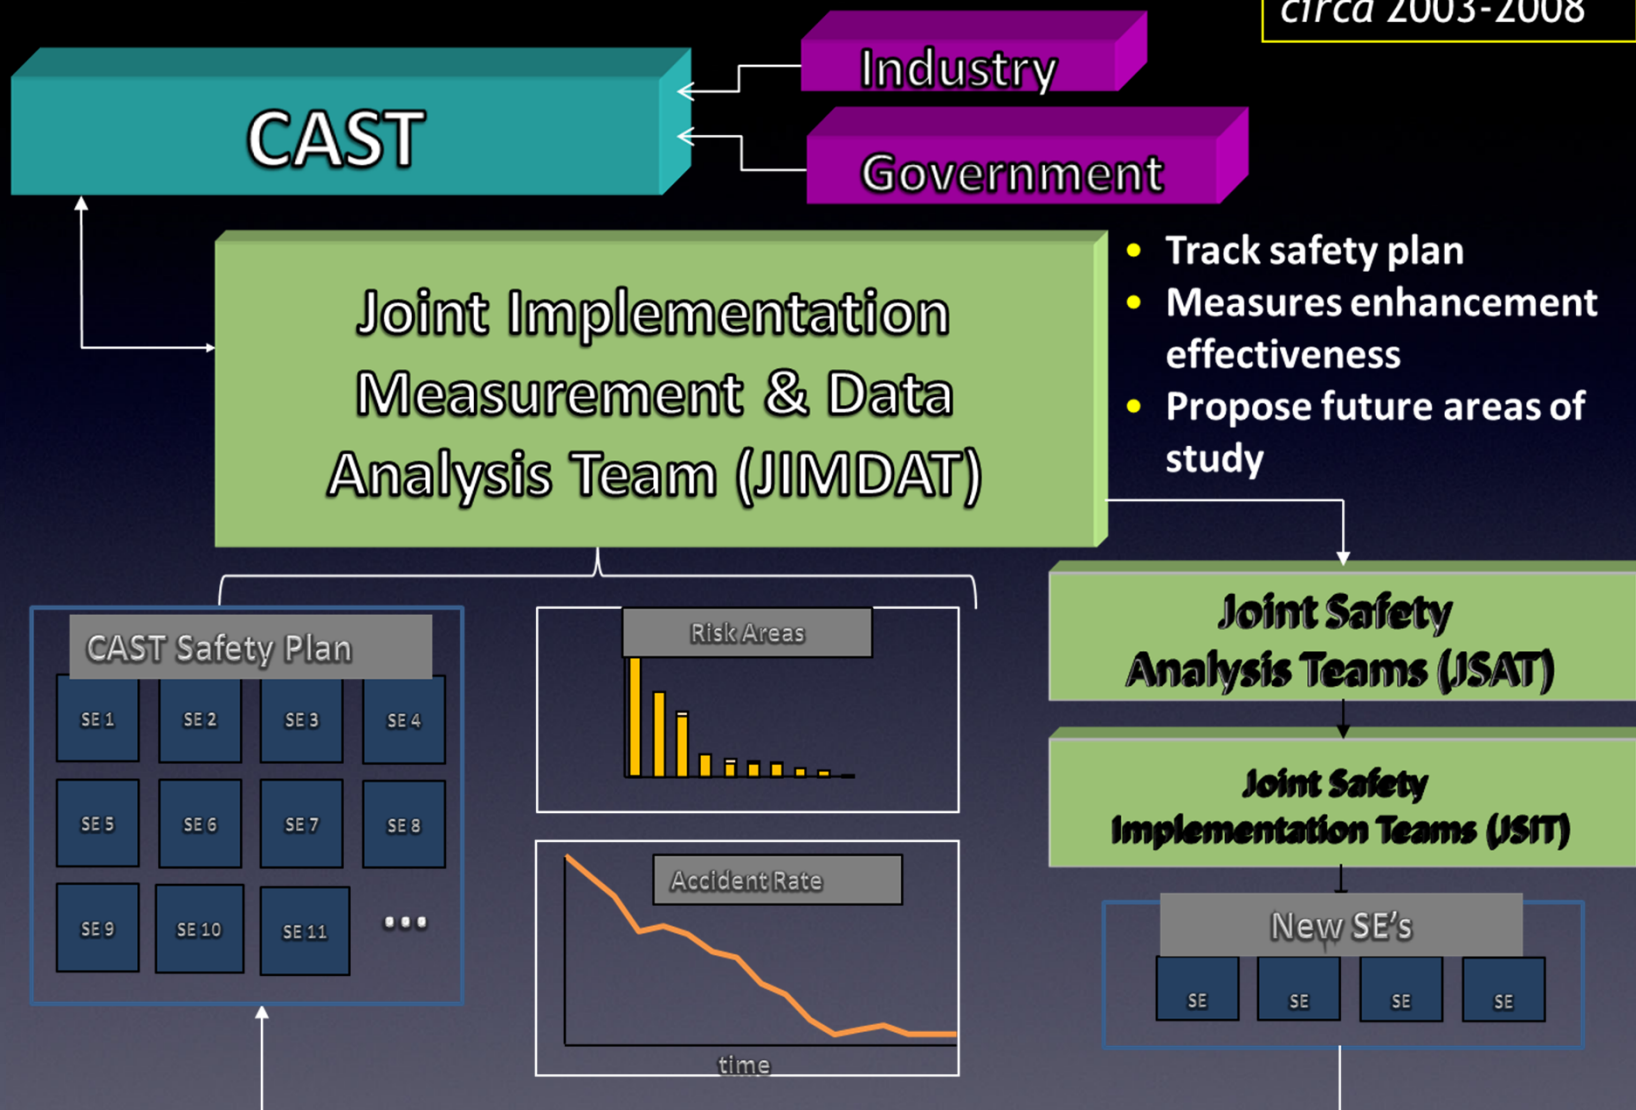 circa 2003-2008
Industry
CAST
Government
Joint Implementation
Measurement & Data
Analysis Team (JIMDAT)
• Track safety plan
• Measures enhancement
effectiveness
• Propose future areas of
study
Joint Safety
Analysis Teams (JSAT)
Joint Safety
Implementation Teams (JSIT)
CAST Safety Plan
SE 1 SE 2 SE 3 SE 4
SE 5 SE 6 SE 7 SE 8
SE 9 SE 10 SE 11 ...
Risk Areas
Accident Rate
time
New SE's
SE SE SE SE